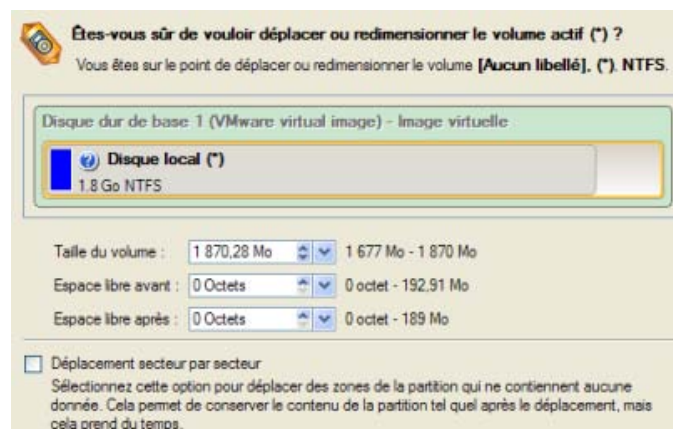 Êtes-vous sûr de vouloir déplacer ou redimensionner le volume actif (*) ?
Vous êtes sur le point de déplacer ou redimensionner le volume [Aucun libellé], (*). NTFS.
Disque dur de base 1 (VMware virtual image) - Image virtuelle
Disque local (*)
1.8 Go NTFS
Taille du volume : 1 870,28 Mo 1 677 Mo - 1 870 Mo
Espace libre avant : 0 Octets 0 octet - 192,91 Mo
Espace libre après : 0 Octets 0 octet - 189 Mo
Déplacement secteur par secteur
Sélectionnez cette option pour déplacer des zones de la partition qui ne contiennent aucune
donnée. Cela permet de conserver le contenu de la partition tel quel après le déplacement, mais
cela prend du temps.